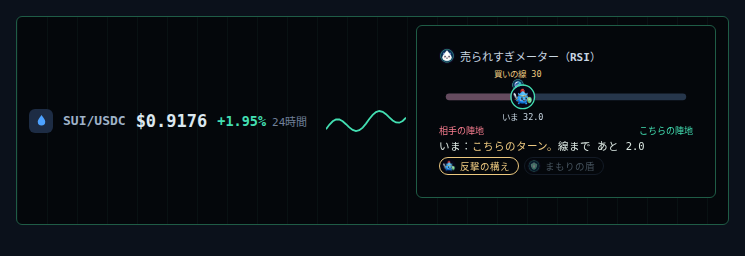 SUI/USDC $0.9176 +1.95% 24時間
売られすぎメーター（RSI）
買いの線 30
いま 32.0
相手の陣地 こちらの陣地
いま：こちらのターン。線まで あと 2.0
反撃の構え まもりの盾